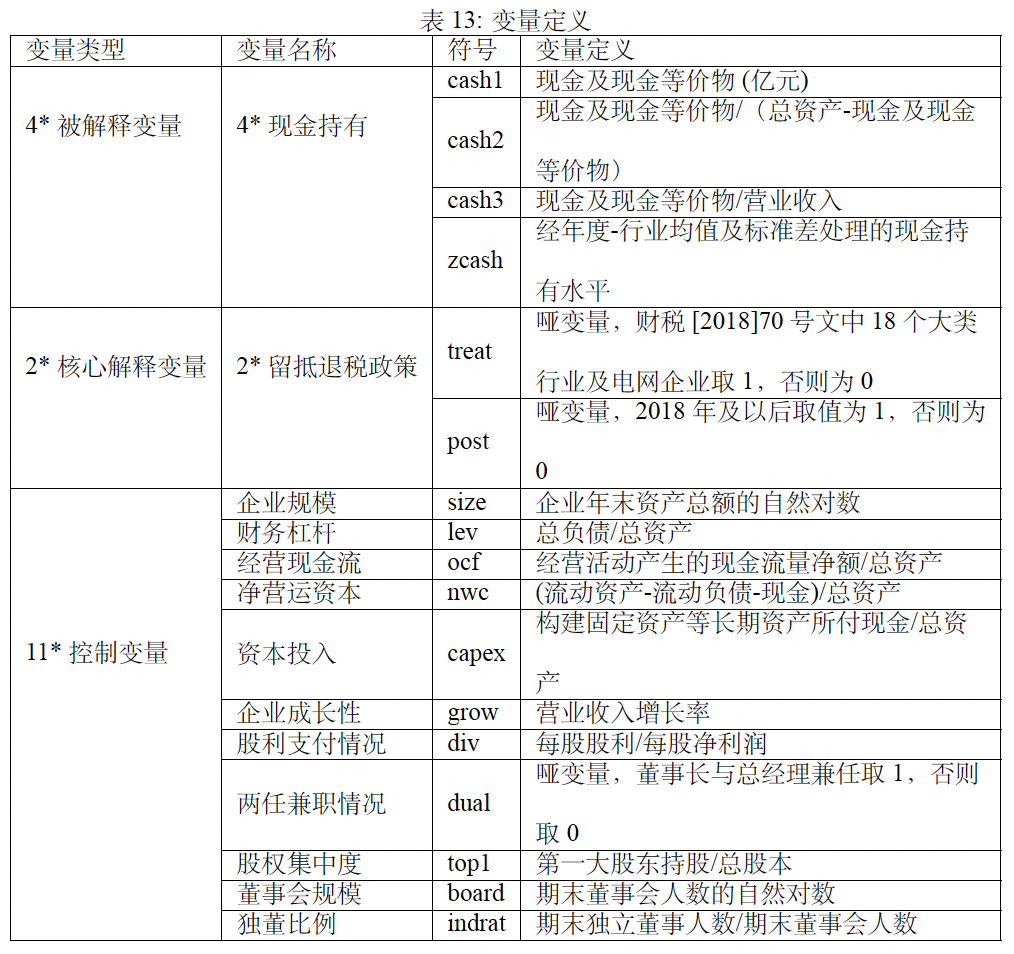 表 13: 变量定义
变量类型 变量名称 符号 变量定义
4* 被解释变量 4* 现金持有 cash1 现金及现金等价物 (亿元)
cash2 现金及现金等价物/（总资产-现金及现金
等价物）
cash3 现金及现金等价物/营业收入
zcash 经年度-行业均值及标准差处理的现金持
有水平
2* 核心解释变量 2* 留抵退税政策 treat 哑变量，财税 [2018]70 号文中 18 个大类
行业及电网企业取 1，否则为 0
post 哑变量，2018 年及以后取值为 1，否则为
0
11* 控制变量 企业规模 size 企业年末资产总额的自然对数
财务杠杆 lev 总负债/总资产
经营现金流 ocf 经营活动产生的现金流量净额/总资产
净营运资本 nwc (流动资产-流动负债-现金)/总资产
资本投入 capex 构建固定资产等长期资产所付现金/总资
产
企业成长性 grow 营业收入增长率
股利支付情况 div 每股股利/每股净利润
两任兼职情况 dual 哑变量，董事长与总经理兼任取 1，否则
取 0
股权集中度 top1 第一大股东持股/总股本
董事会规模 board 期末董事会人数的自然对数
独董比例 indrat 期末独立董事人数/期末董事会人数